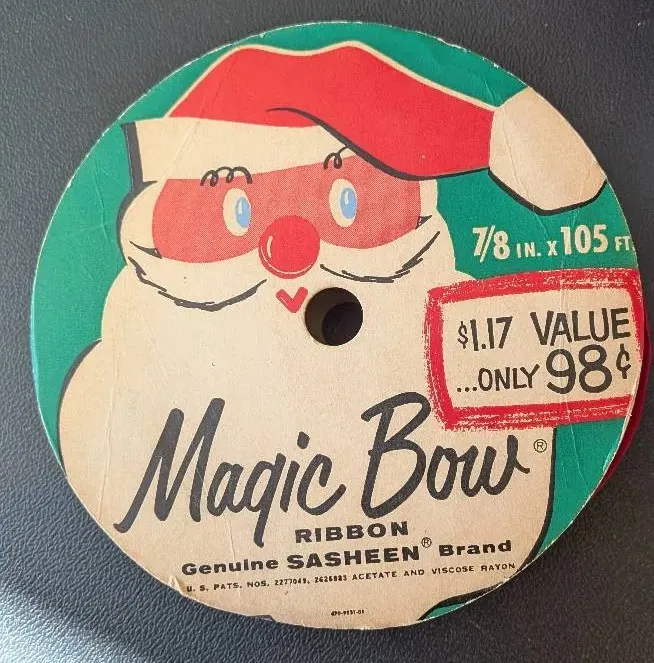 7/8 IN. X 105 FT.
$1.17 VALUE
...ONLY 98¢
Magic Bow®
RIBBON
Genuine SASHEEN® Brand
U. S. PATS. NOS. 2277049, 2626883 ACETATE AND VISCOSE RAYON